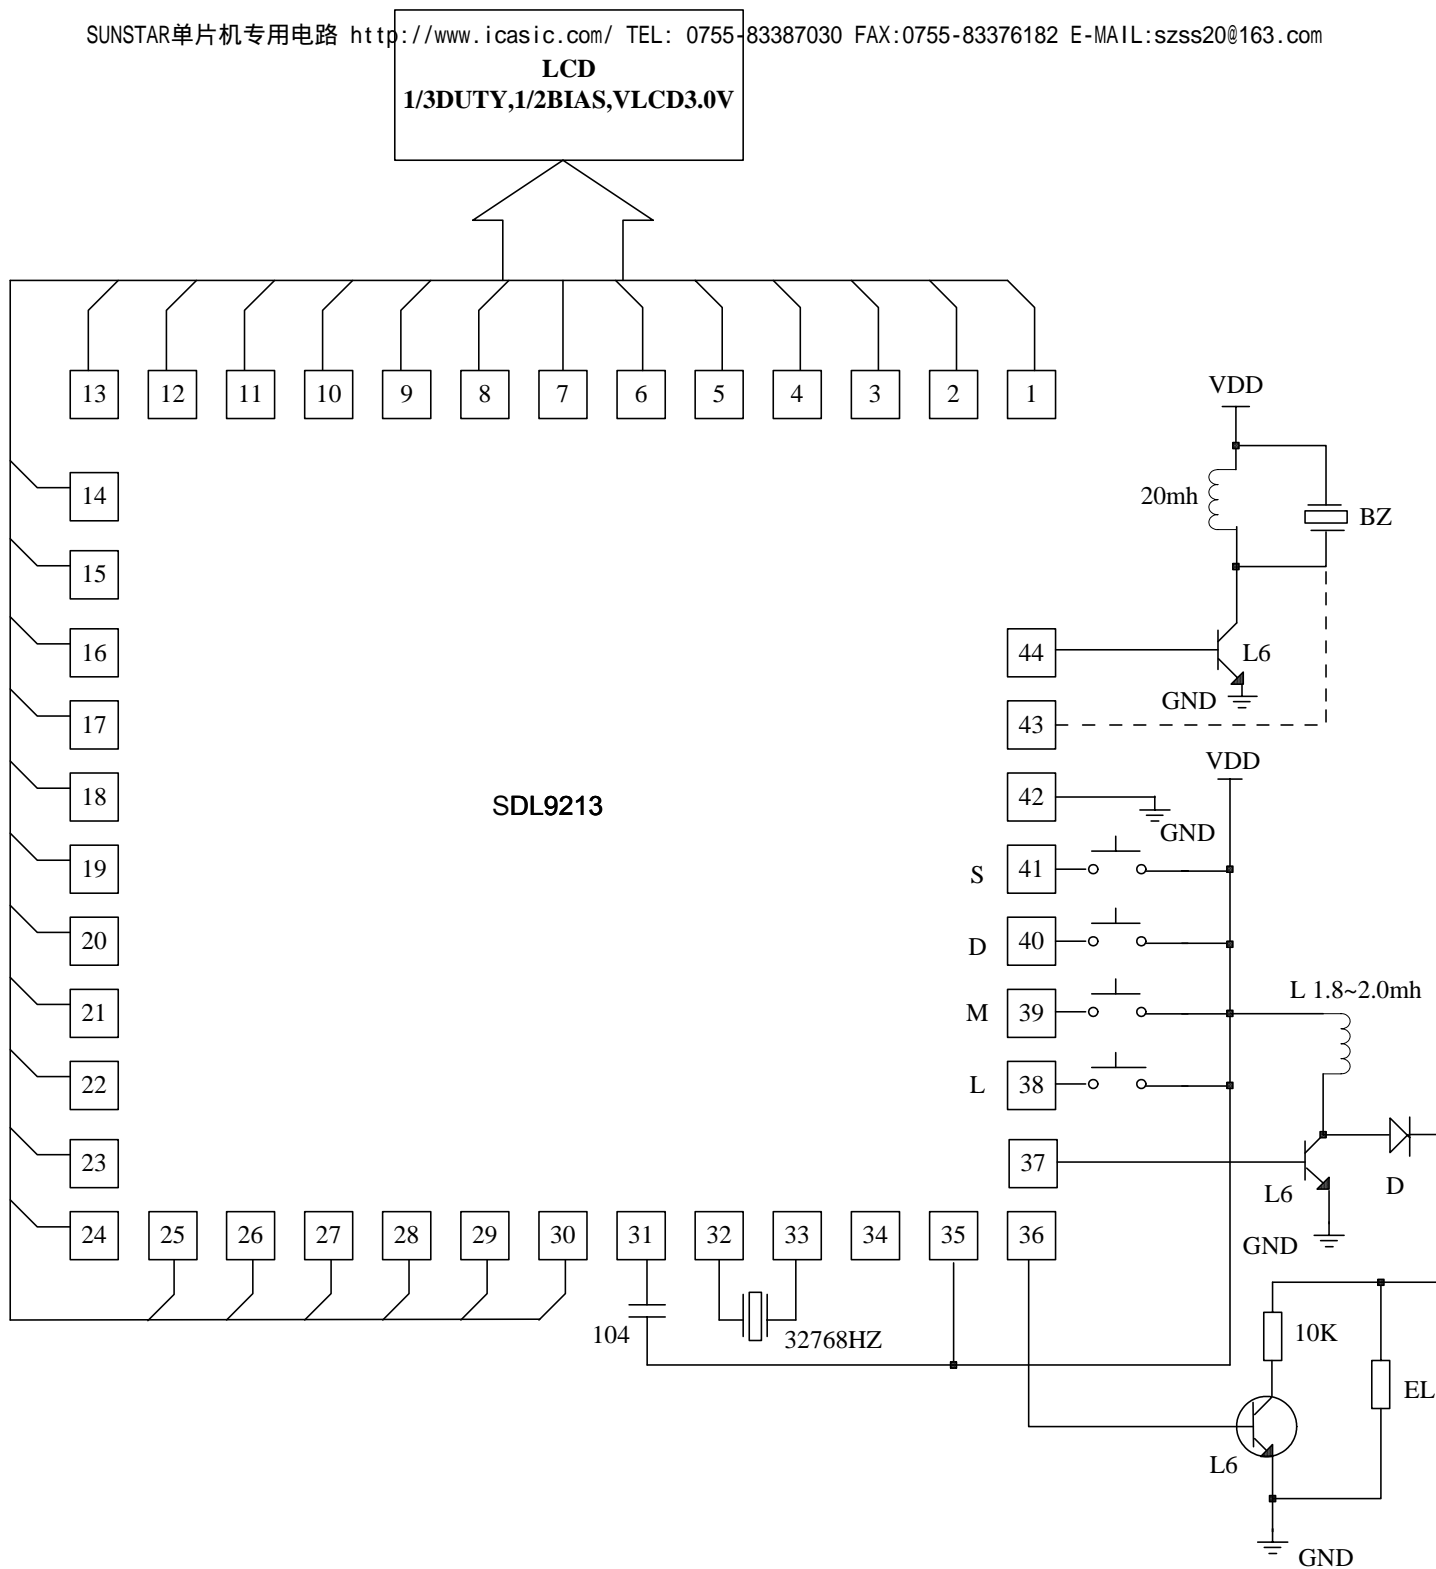 SUNSTAR单片机专用电路 http://www.icasic.com/ TEL: 0755-83387030 FAX:0755-83376182 E-MAIL:szss20@163.com
LCD
1/3DUTY,1/2BIAS,VLCD3.0V
13 12 11 10 9 8 7 6 5 4 3 2 1
VDD
14
20mh
BZ
15
16
44
L6
GND
17
43
VDD
18
SDL9213
42
GND
19
S
41
20
D
40
L 1.8~2.0mh
21
M
39
22
L
38
23
37
L6
D
24 25 26 27 28 29 30 31 32 33 34 35 36
GND
104
32768HZ
10K
EL
L6
GND